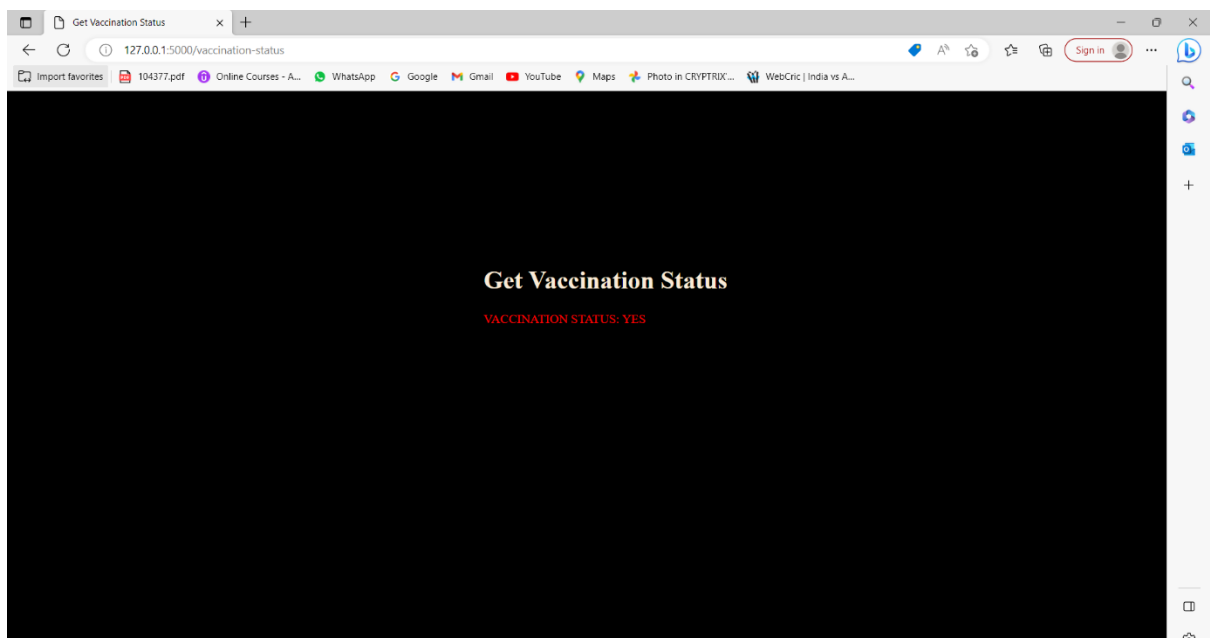 Get Vaccination Status
127.0.0.1:5000/vaccination-status
Sign in
Import favorites 104377.pdf Online Courses - A... WhatsApp Google Gmail YouTube Maps Photo in CRYPTRIX'... WebCric | India vs A...
Get Vaccination Status
VACCINATION STATUS: YES